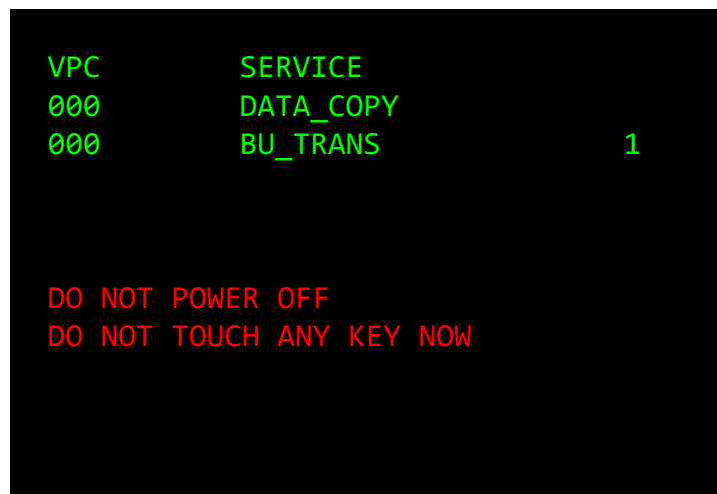 VPC SERVICE
000 DATA_COPY
000 BU_TRANS 1
DO NOT POWER OFF
DO NOT TOUCH ANY KEY NOW